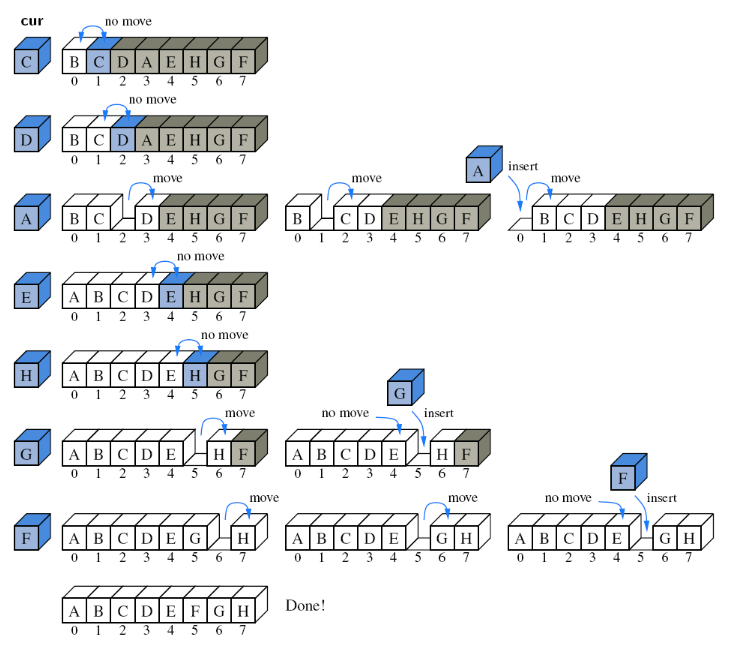 cur
no move
C B C D A E H G F
0 1 2 3 4 5 6 7
no move
D B C D A E H G F
0 1 2 3 4 5 6 7
A insert
move move move
A B C D E H G F B C D E H G F B C D E H G F
0 1 2 3 4 5 6 7 0 1 2 3 4 5 6 7 0 1 2 3 4 5 6 7
no move
E A B C D E H G F
0 1 2 3 4 5 6 7
no move
H A B C D E H G F
0 1 2 3 4 5 6 7
G
move no move insert
G A B C D E H F A B C D E H F
0 1 2 3 4 5 6 7 0 1 2 3 4 5 6 7
F
move move no move insert
F A B C D E G H A B C D E G H A B C D E G H
0 1 2 3 4 5 6 7 0 1 2 3 4 5 6 7 0 1 2 3 4 5 6 7
A B C D E F G H Done!
0 1 2 3 4 5 6 7